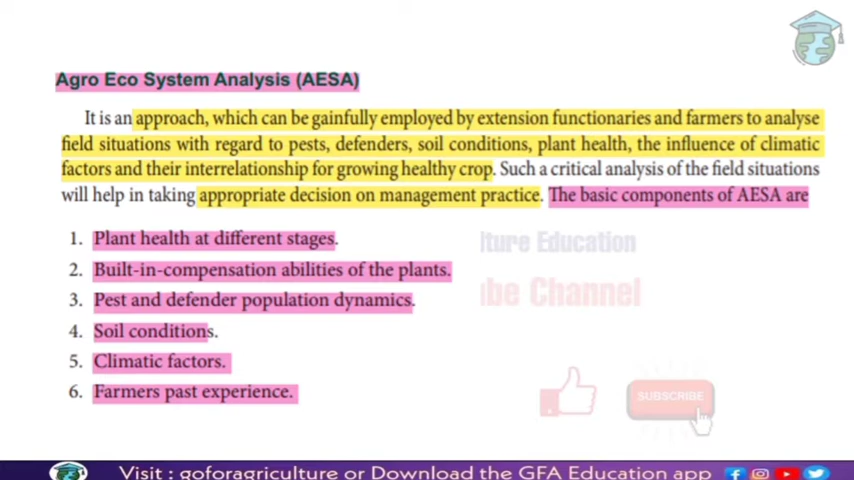 Agro Eco System Analysis (AESA)
It is an approach, which can be gainfully employed by extension functionaries and farmers to analyse
field situations with regard to pests, defenders, soil conditions, plant health, the influence of climatic
factors and their interrelationship for growing healthy crop. Such a critical analysis of the field situations
will help in taking appropriate decision on management practice. The basic components of AESA are
1. Plant health at different stages.
2. Built-in-compensation abilities of the plants.
3. Pest and defender population dynamics.
4. Soil conditions.
5. Climatic factors.
6. Farmers past experience.
lture Education
be Channel
SUBSCRIBE
Visit : goforagriculture or Download the GFA Education app